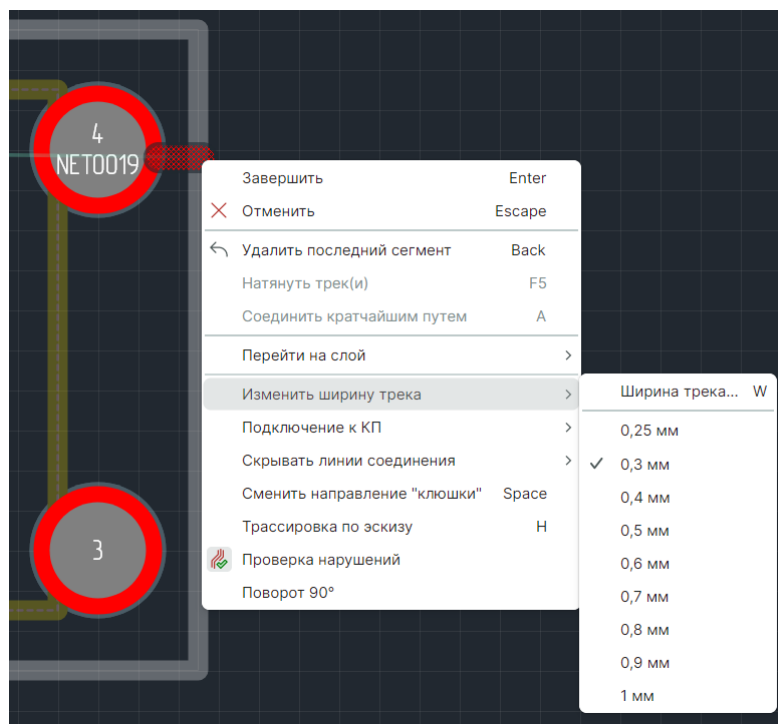 4
NET0019
Завершить Enter
Отменить Escape
Удалить последний сегмент Back
Натянуть трек(и) F5
Соединить кратчайшим путем A
Перейти на слой
Изменить ширину трека
Ширина трека... W
Подключение к КП
0,25 мм
Скрывать линии соединения
0,3 мм
Сменить направление "клюшки" Space
0,4 мм
Трассировка по эскизу H
0,5 мм
3
Проверка нарушений
0,6 мм
Поворот 90°
0,7 мм
0,8 мм
0,9 мм
1 мм